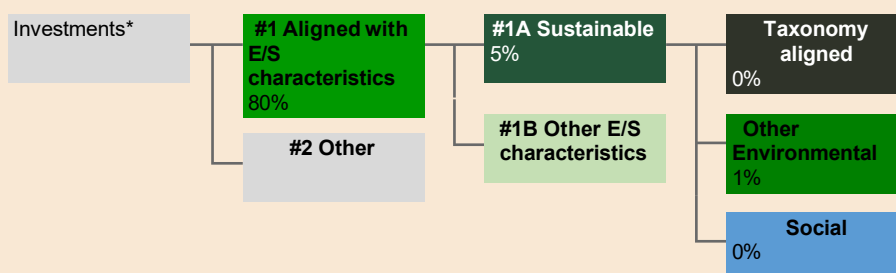 Investments*
#1 Aligned with
E/S
characteristics
80%
#2 Other
#1A Sustainable
5%
#1B Other E/S
characteristics
Taxonomy
aligned
0%
Other
Environmental
1%
Social
0%